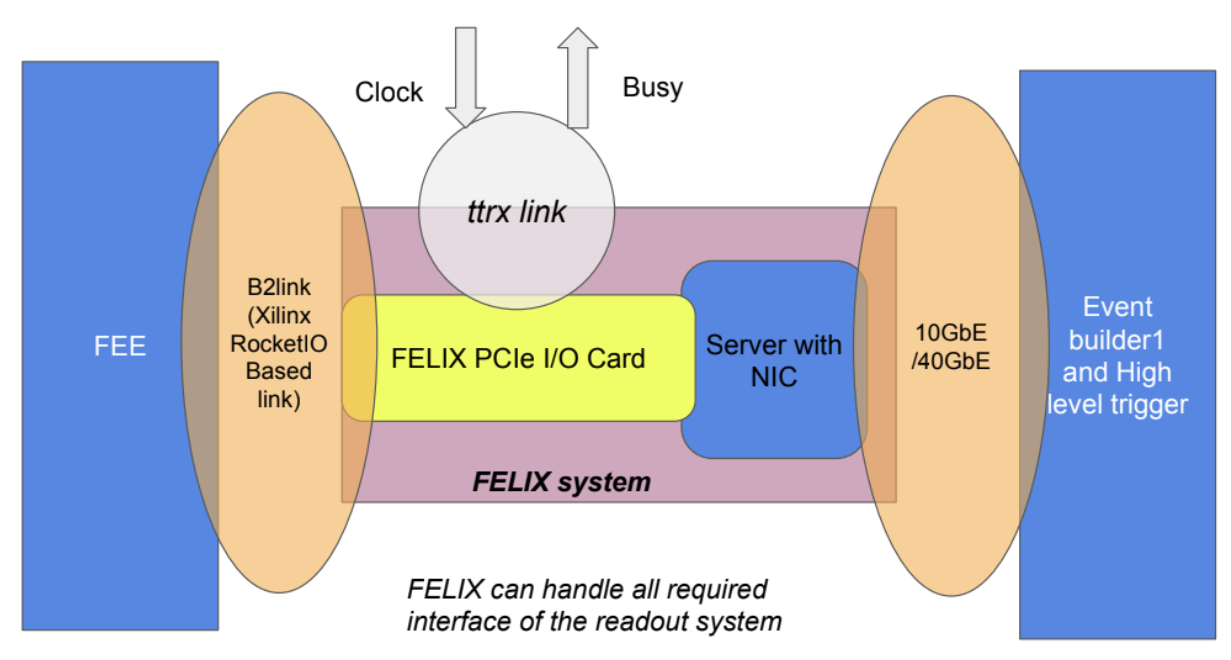 Clock
Busy
ttrx link
FEE
B2link
(Xilinx
RocketIO
Based
link)
FELIX PCIe I/O Card
Server with
NIC
10GbE
/40GbE
Event
builder1
and High
level trigger
FELIX system
FELIX can handle all required
interface of the readout system